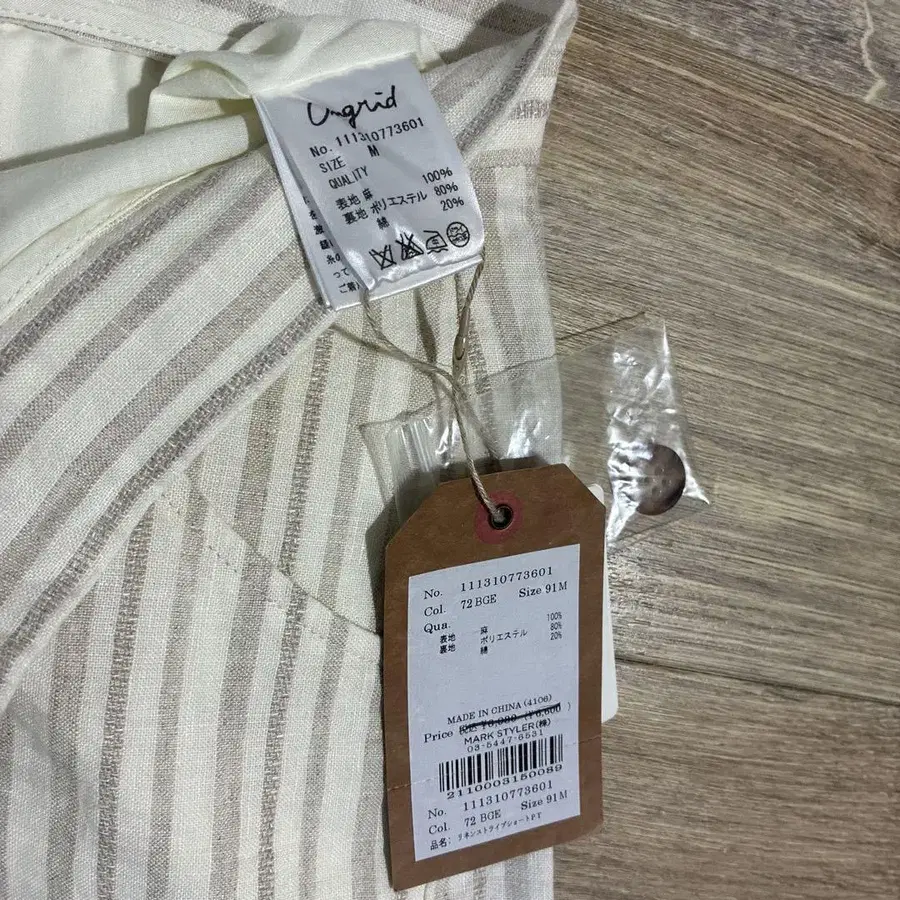 Ungrid
No. 111310773601
SIZE M
QUALITY
表地 麻 100%
裏地 ポリエステル 80%
綿 20%
って
No. 111310773601
Col. 72 BGE Size 91M
Qua.
表地 麻 100%
裏地 ポリエステル 80%
綿 20%
MADE IN CHINA (4106)
Price
MARK STYLER(株)
03-5447-6531
2110003150089
No. 111310773601
Col. 72 BGE Size 91M
品名: リネンストライプショートPT